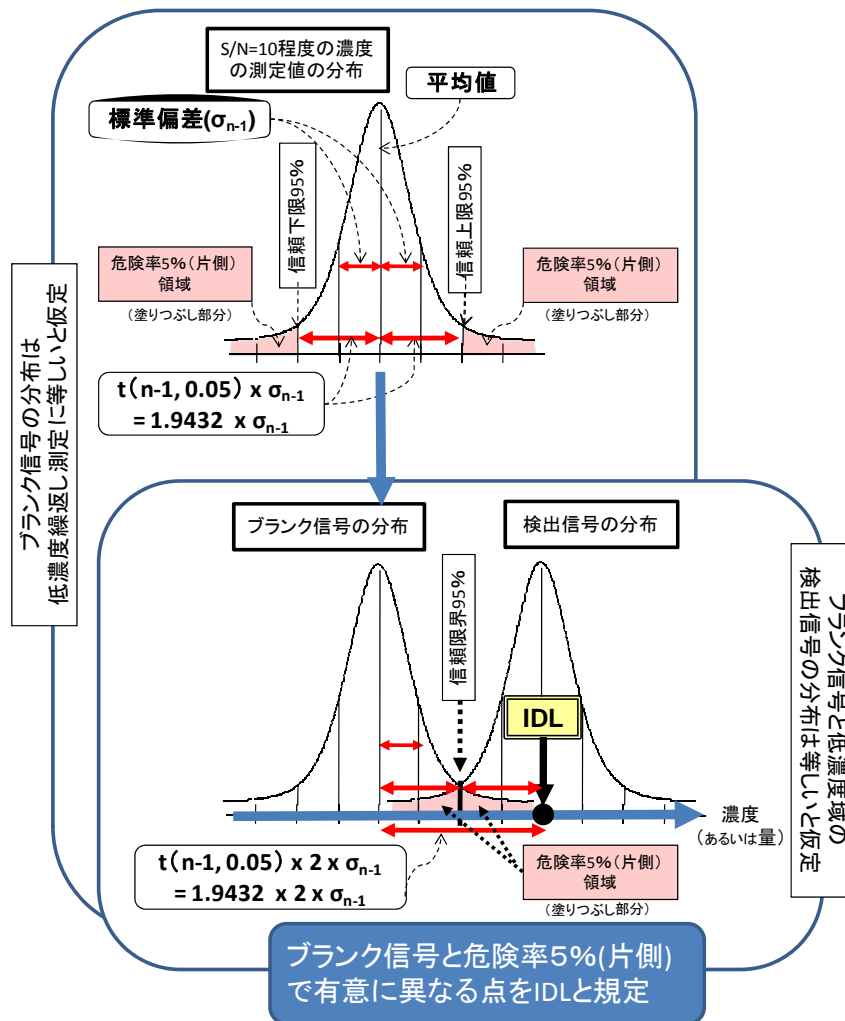 S/N=10程度の濃度
の測定値の分布
平均値
標準偏差(σn-1)
信頼下限95%
信頼上限95%
危険率5%(片側)
領域
(塗りつぶし部分)
危険率5%(片側)
領域
(塗りつぶし部分)
t(n-1, 0.05) x σn-1
= 1.9432 x σn-1
ブランク信号の分布は
低濃度繰返し測定に等しいと仮定
ブランク信号の分布
検出信号の分布
信頼限界95%
IDL
濃度
(あるいは量)
t(n-1, 0.05) x 2 x σn-1
= 1.9432 x 2 x σn-1
危険率5%(片側)
領域
(塗りつぶし部分)
ブランク信号と低濃度域の
検出信号の分布は等しいと仮定
ブランク信号と危険率5%(片側)
で有意に異なる点をIDLと規定